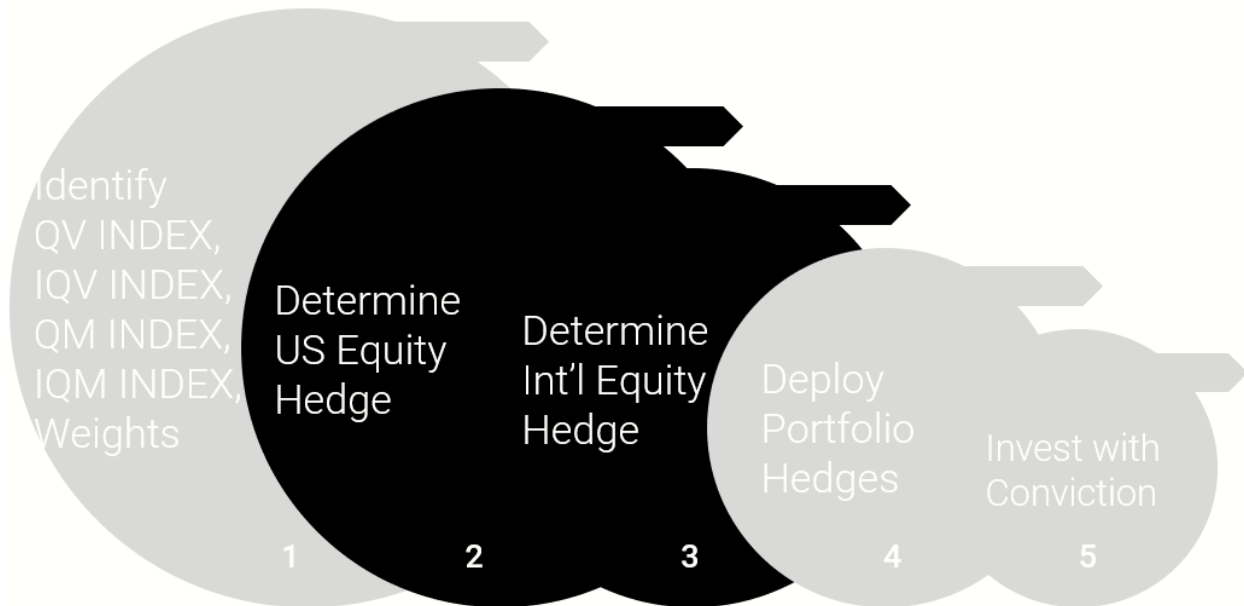 Identify
QV INDEX,
IQV INDEX,
QM INDEX,
IQM INDEX,
Weights
1
Determine
US Equity
Hedge
2
Determine
Int’l Equity
Hedge
3
Deploy
Portfolio
Hedges
4
Invest with
Conviction
5